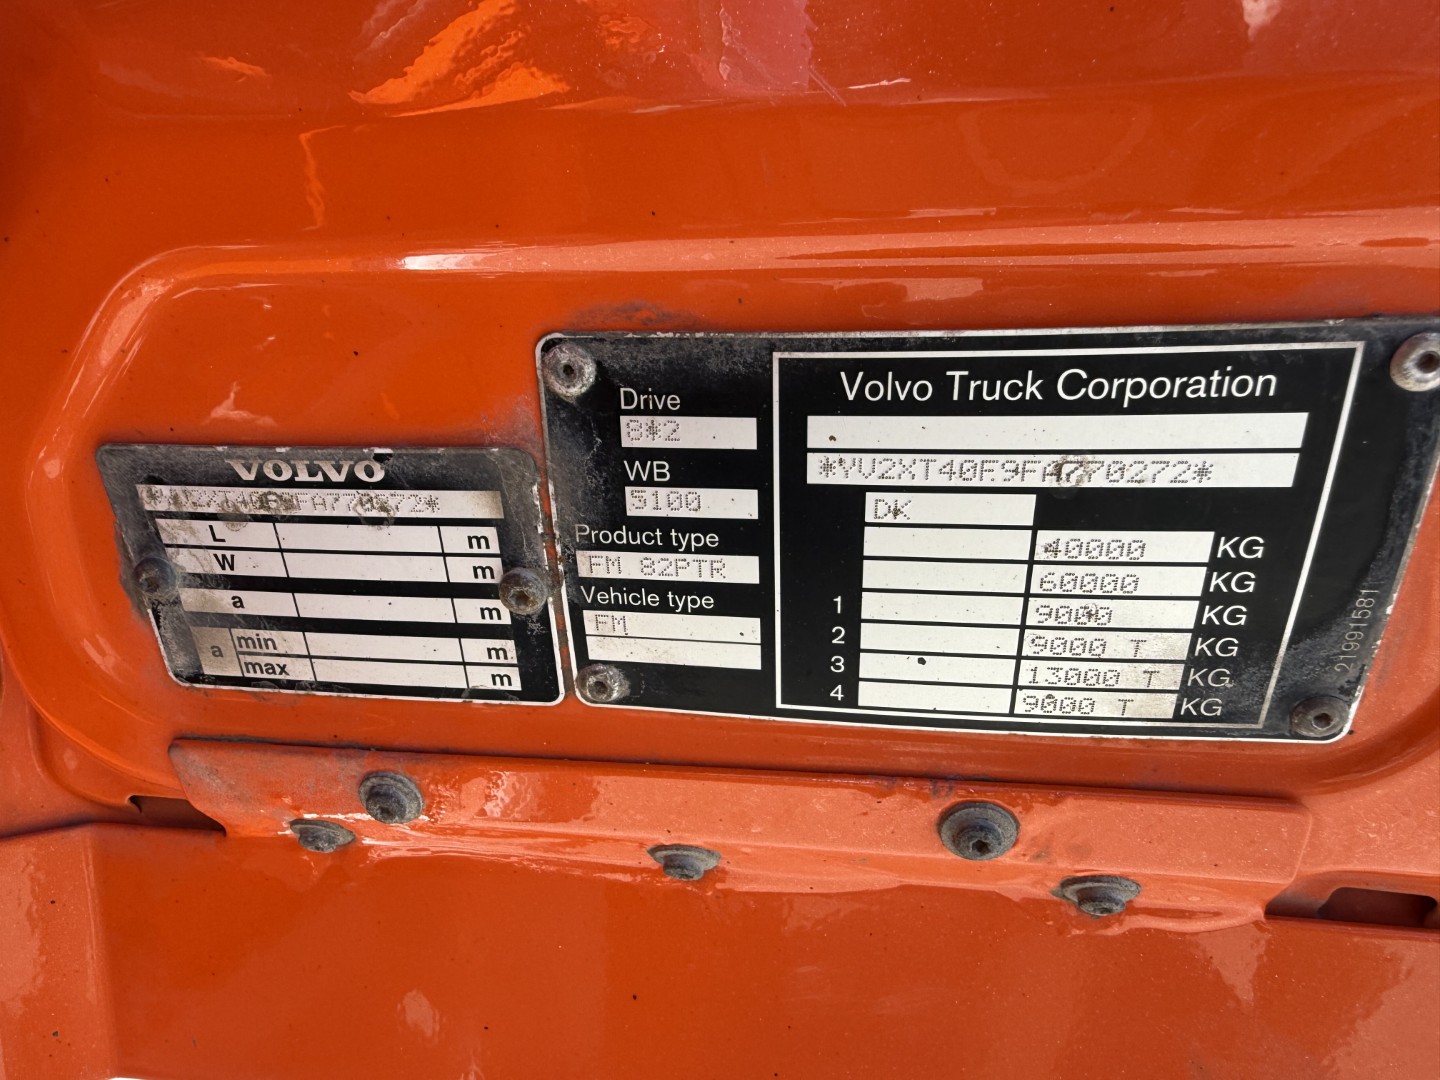 VOLVO
L m
W m
a m
a min m
max m
Drive
8*2
WB
5100
Product type
FM 82PTR
Vehicle type
FM
Volvo Truck Corporation
*YV2XT40F9FA770272*
DK
40000 KG
60000 KG
1 9000 KG
2 9000 T KG
3 13000 T KG
4 9000 T KG
21991581